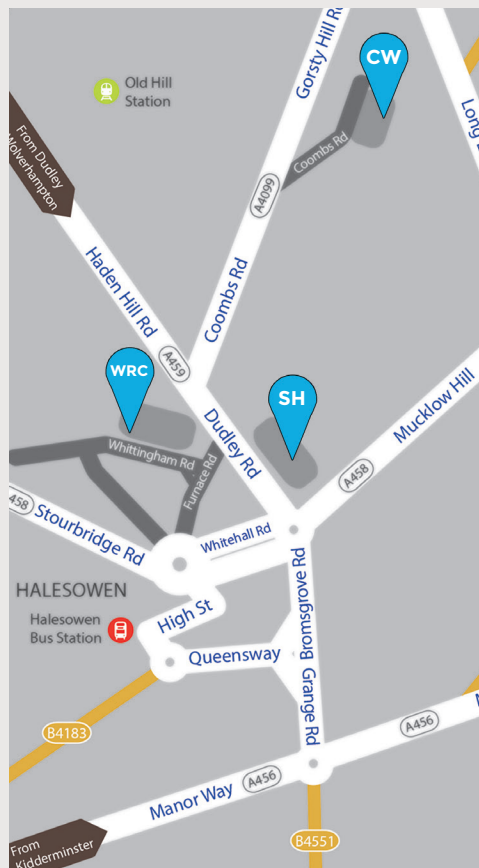 Gorsty Hill Rd
CW
Old Hill
Station
Long
Coombs Rd
From Dudley
Wolverhampton
A4099
Haden Hill Rd
Coombs Rd
A459
WRC
SH
Mucklow Hill
Dudley Rd
Whittingham Rd
Furnace Rd
A458
458
Stourbridge Rd
Whitehall Rd
HALESOWEN
Halesowen
Bus Station
High St
Bromsgrove Rd
Queensway
Grange Rd
B4183
A456
A456
Manor Way
From
Kidderminster
B4551